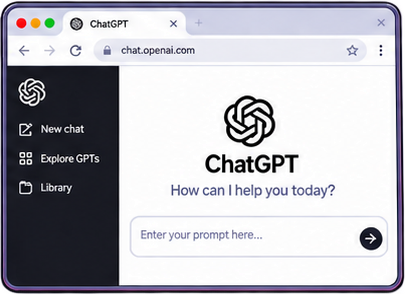 ChatGPT
chat.openai.com
New chat
Explore GPTs
Library
ChatGPT
How can I help you today?
Enter your prompt here...